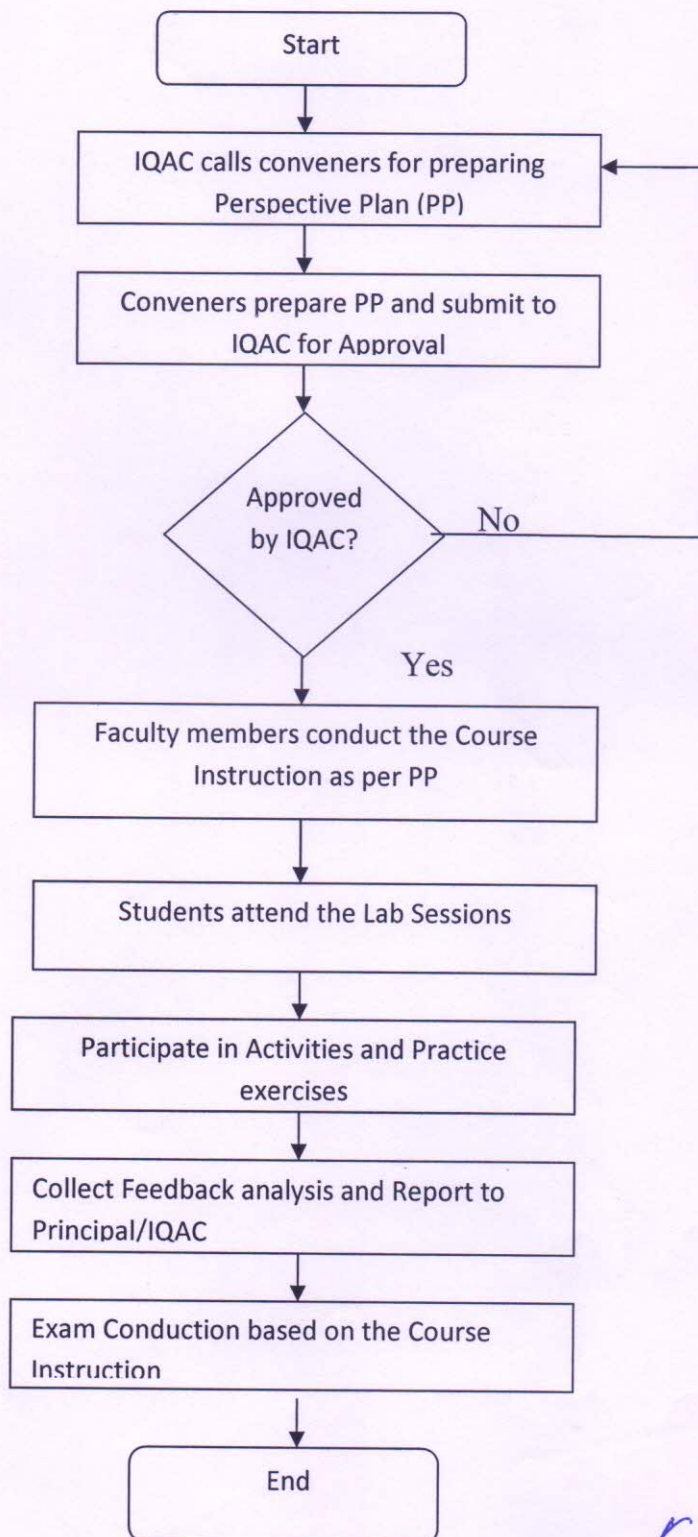 Start
IQAC calls conveners for preparing
Perspective Plan (PP)
Conveners prepare PP and submit to
IQAC for Approval
Approved
by IQAC?
No
Yes
Faculty members conduct the Course
Instruction as per PP
Students attend the Lab Sessions
Participate in Activities and Practice
exercises
Collect Feedback analysis and Report to
Principal/IQAC
Exam Conduction based on the Course
Instruction
End